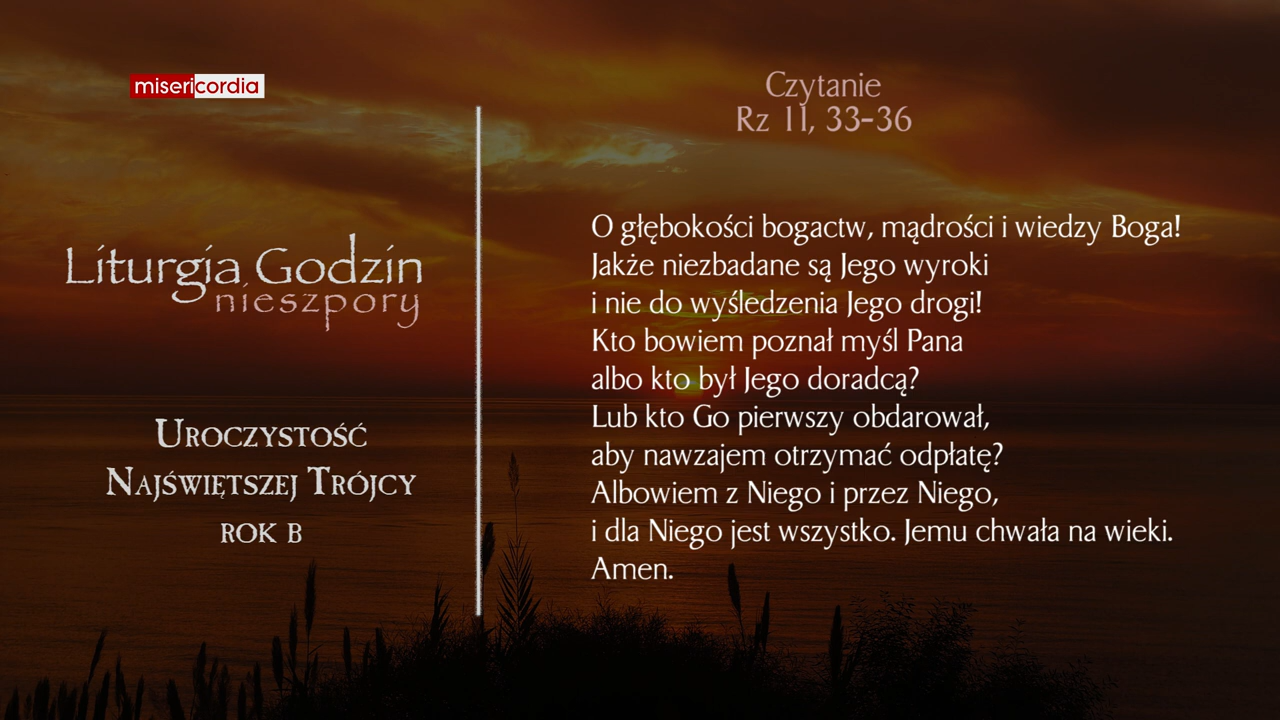 misericordia
Liturgia Godzin
nieszpory
Uroczystość
Najświętszej Trójcy
rok B
Czytanie
Rz 11, 33-36
O głębokości bogactw, mądrości i wiedzy Boga!
Jakże niezbadane są Jego wyroki
i nie do wyśledzenia Jego drogi!
Kto bowiem poznał myśl Pana
albo kto był Jego doradcą?
Lub kto Go pierwszy obdarował,
aby nawzajem otrzymać odpłatę?
Albowiem z Niego i przez Niego,
i dla Niego jest wszystko. Jemu chwała na wieki.
Amen.